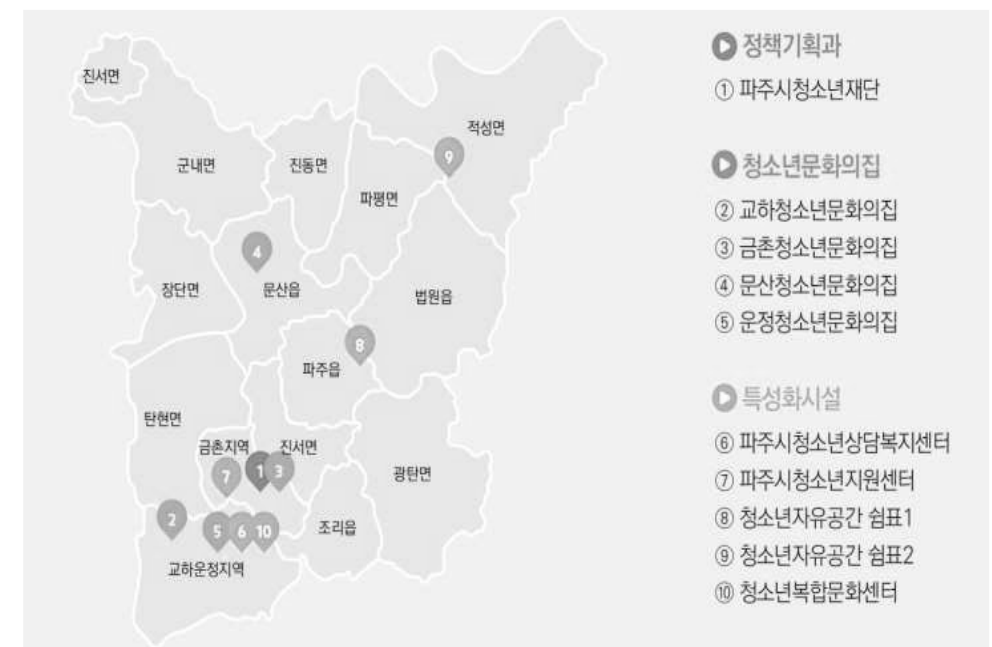 진서면
적성면
군내면
진동면
파평면
9
4
장단면
문산읍
법원읍
8
파주읍
탄현면
금촌지역
진서면
7
1
3
광탄면
2
5
6
10
조리읍
교하운정지역
정책기획과
① 파주시청소년재단
청소년문화의집
② 교하청소년문화의집
③ 금촌청소년문화의집
④ 문산청소년문화의집
⑤ 운정청소년문화의집
특성화시설
⑥ 파주시청소년상담복지센터
⑦ 파주시청소년지원센터
⑧ 청소년자유공간 쉼표1
⑨ 청소년자유공간 쉼표2
⑩ 청소년복합문화센터